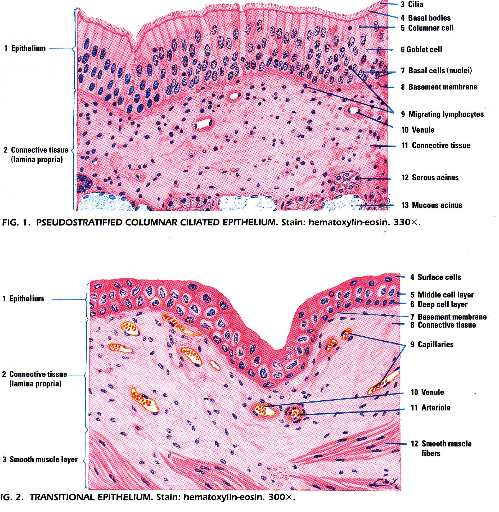 3 Cilia
4 Basal bodies
5 Columnar cell
1 Epithelium
6 Goblet cell
7 Basal cells (nuclei)
8 Basement membrane
9 Migrating lymphocytes
10 Venule
2 Connective tissue
(lamina propria)
11 Connective tissue
12 Serous acinus
13 Mucous acinus
FIG. 1. PSEUDOSTRATIFIED COLUMNAR CILIATED EPITHELIUM. Stain: hematoxylin-eosin. 330×.
4 Surface cells
1 Epithelium
5 Middle cell layer
6 Deep cell layer
7 Basement membrane
8 Connective tissue
9 Capillaries
2 Connective tissue
(lamina propria)
10 Venule
11 Arteriole
12 Smooth muscle
fibers
3 Smooth muscle layer
IG. 2. TRANSITIONAL EPITHELIUM. Stain: hematoxylin-eosin. 300×.